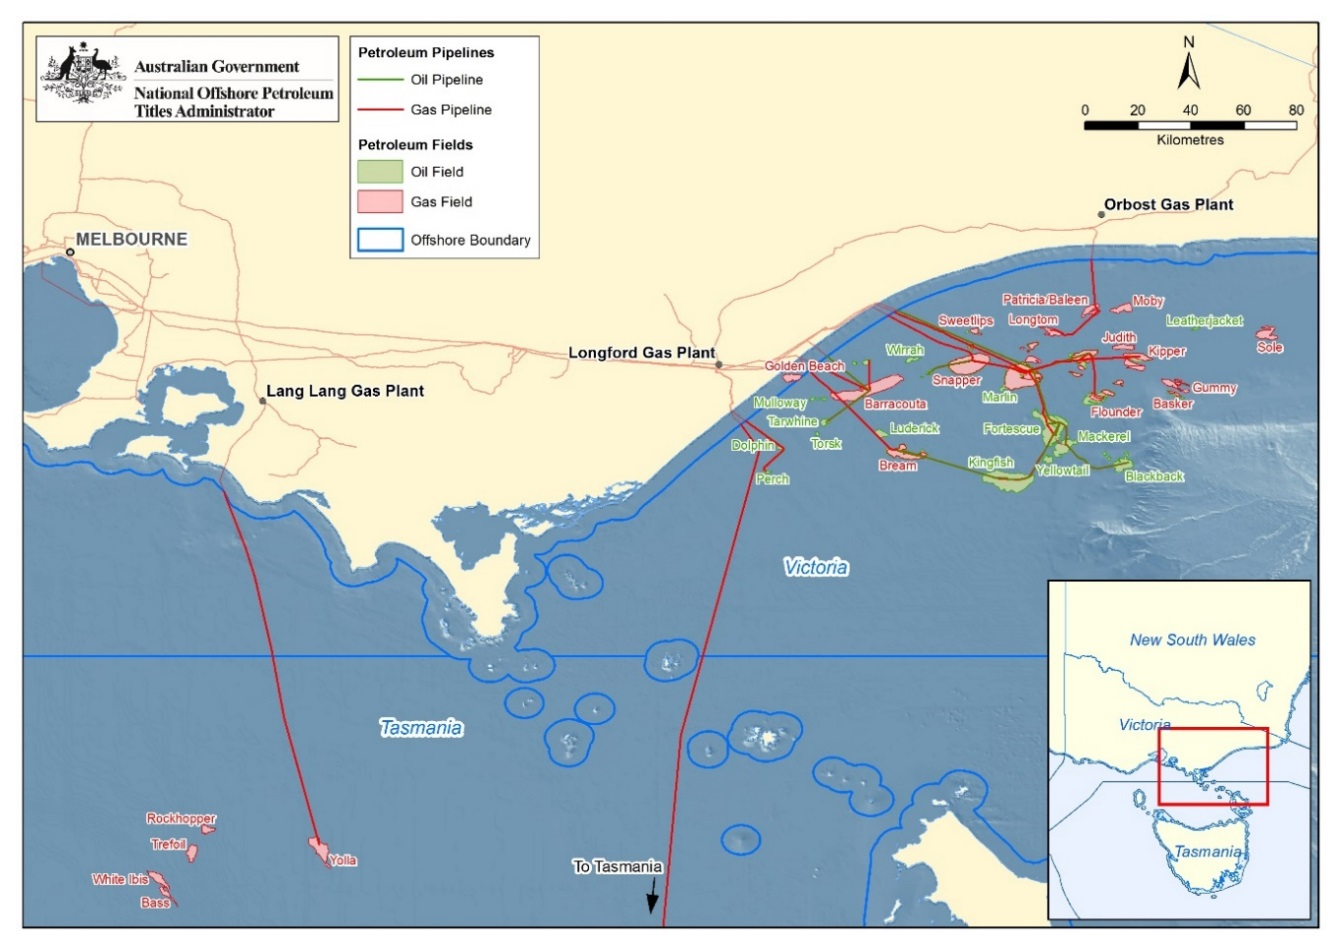 Australian Government
National Offshore Petroleum
Titles Administrator
Petroleum Pipelines
Oil Pipeline
Gas Pipeline
Petroleum Fields
Oil Field
Gas Field
Offshore Boundary
N
0 20 40 60 80
Kilometres
Orbost Gas Plant
MELBOURNE
Patricia/Baleen
Moby
Sweetlips
Longtom
Leatherjacket
Judith
Sole
Longford Gas Plant
Wirrah
Kipper
Golden Beach
Snapper
Lang Lang Gas Plant
Marlin
Gummy
Mulloway
Barracouta
Basker
Flounder
Tarwhine
Luderick
Fortescue
Mackerel
Dolphin
Torsk
Bream
Kingfish
Yellowtail
Blackback
Perch
Victoria
New South Wales
Victoria
Tasmania
Tasmania
Rockhopper
Trefoil
Yolla
To Tasmania
White Ibis
Bass